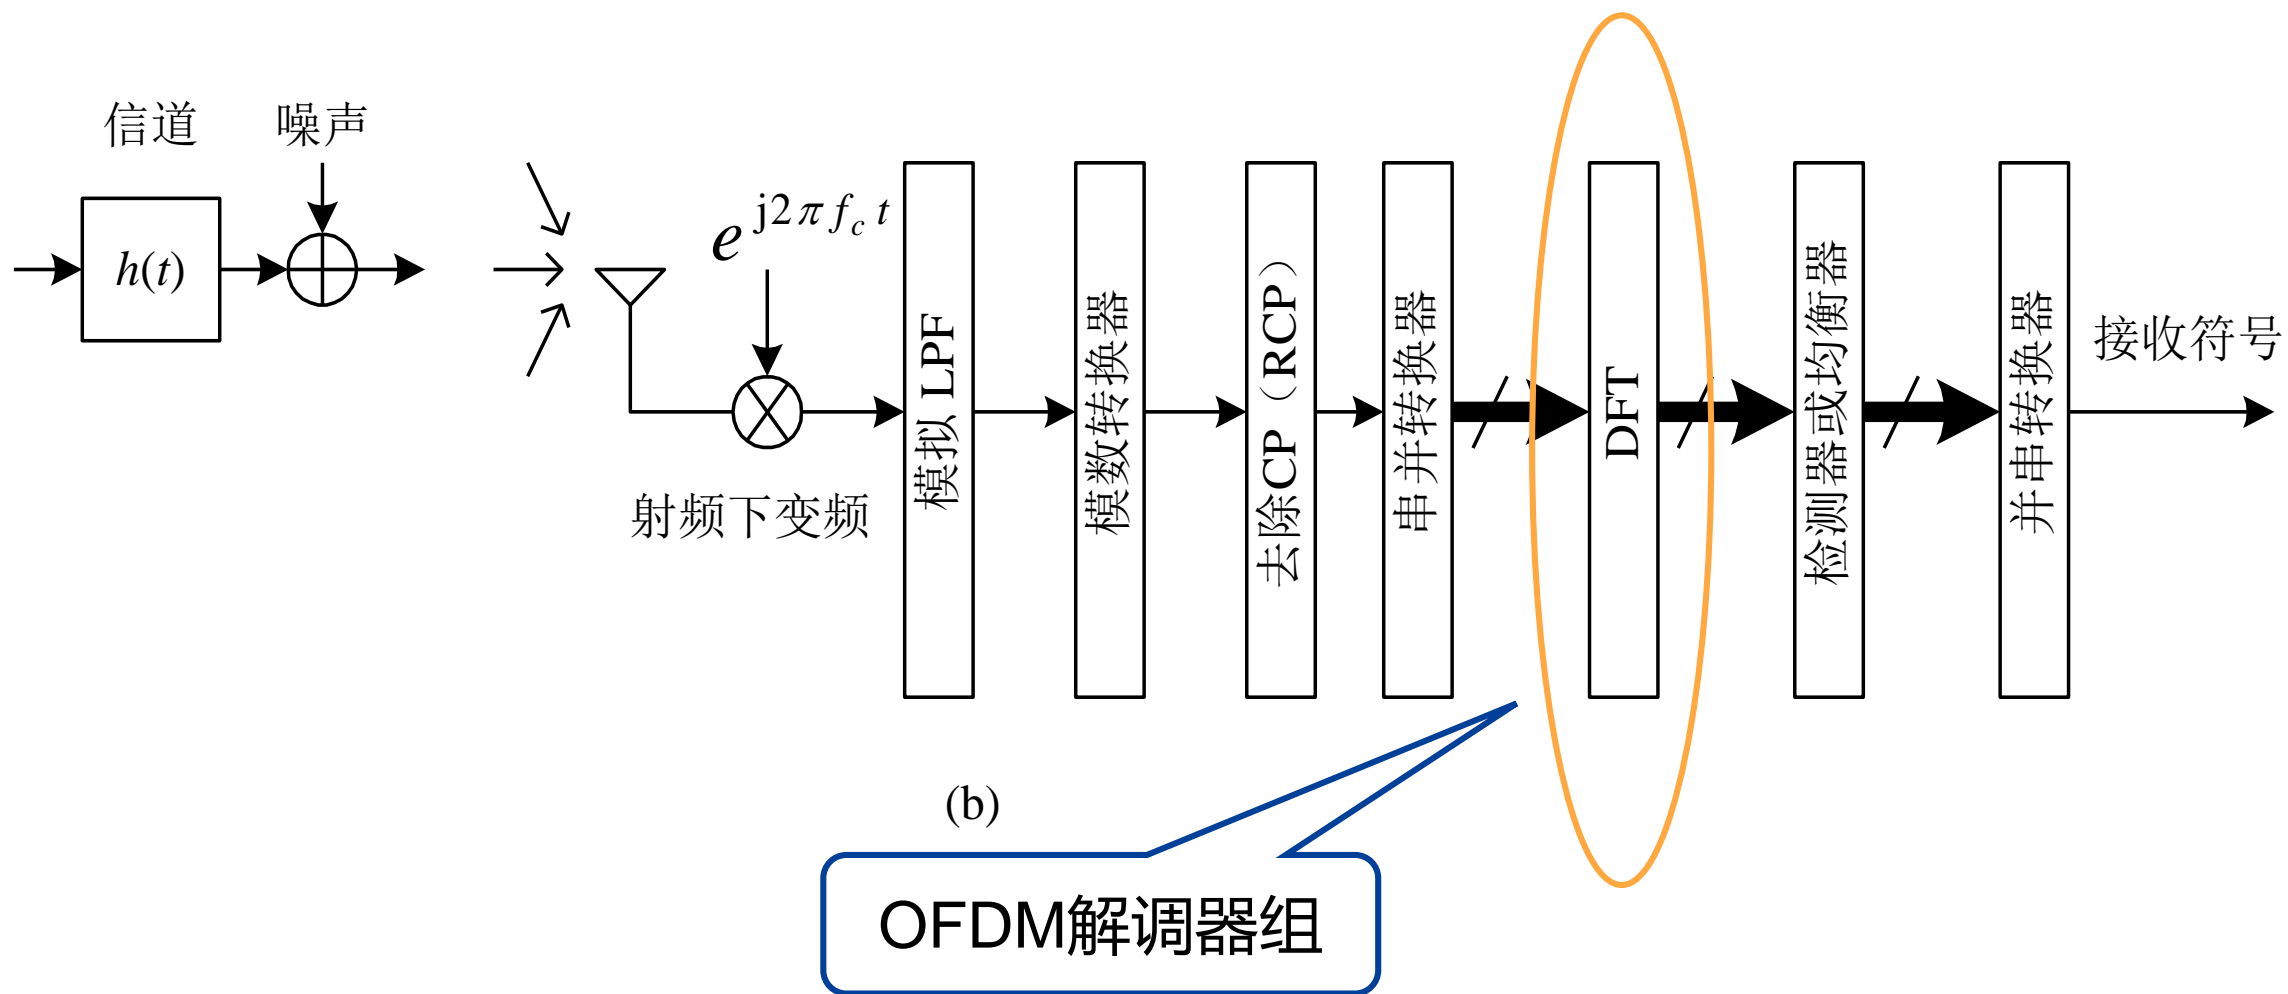 信道
噪声
h(t)
e^{j2πf_c t}
射频下变频
模拟 LPF
模数转换器
去除CP（RCP）
串并转换器
DFT
检测器或均衡器
并串转换器
接收符号
(b)
OFDM解调器组